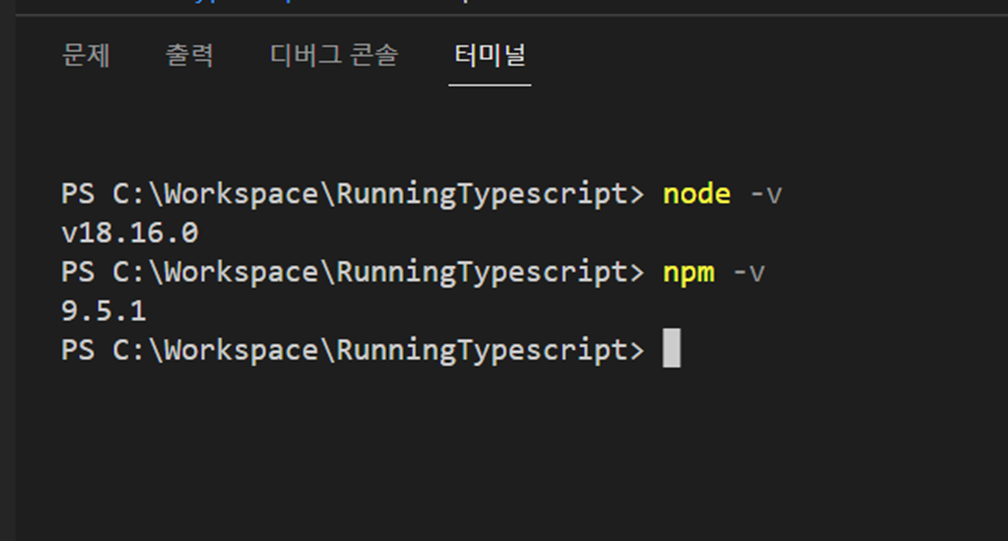 문제 출력 디버그 콘솔 터미널
PS C:\Workspace\RunningTypescript> node -v
v18.16.0
PS C:\Workspace\RunningTypescript> npm -v
9.5.1
PS C:\Workspace\RunningTypescript>